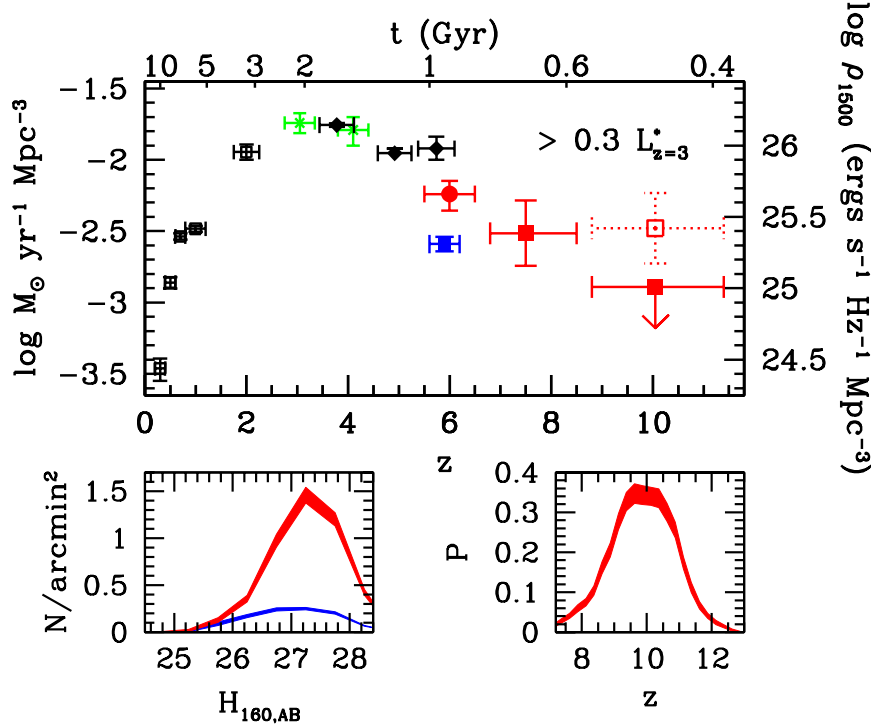 t (Gyr)
10 5 3 2 1 0.6 0.4
−1.5
−2
−2.5
−3
−3.5
log M⊙ yr⁻¹ Mpc⁻³
> 0.3 L*z=3
26
25.5
25
24.5
log ρ1500 (ergs s⁻¹ Hz⁻¹ Mpc⁻³)
0 2 4 6 8 10
z
1.5
1
0.5
0
N/arcmin²
25 26 27 28
H160,AB
0.4
0.3
0.2
0.1
0
P
8 10 12
z